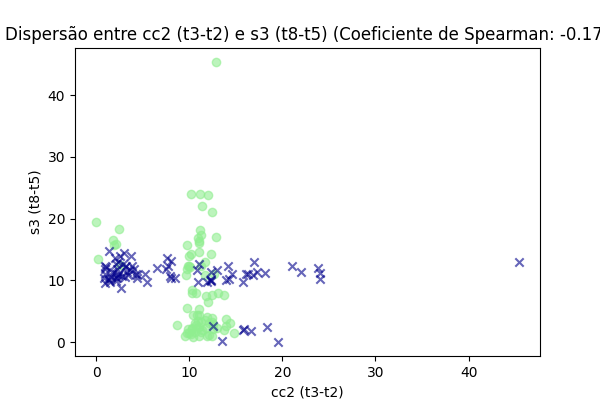 Dispersão entre cc2 (t3-t2) e s3 (t8-t5) (Coeficiente de Spearman: -0.17
s3 (t8-t5)
40
30
20
10
0
0 10 20 30 40
cc2 (t3-t2)